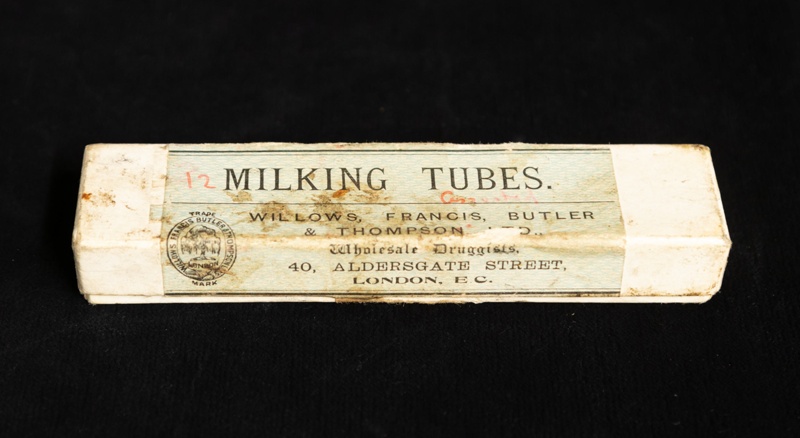 12 MILKING TUBES.
WILLOWS, FRANCIS, BUTLER
& THOMPSON
Wholesale Druggists.
40, ALDERSGATE STREET,
LONDON. E C.
TRADE
MARK